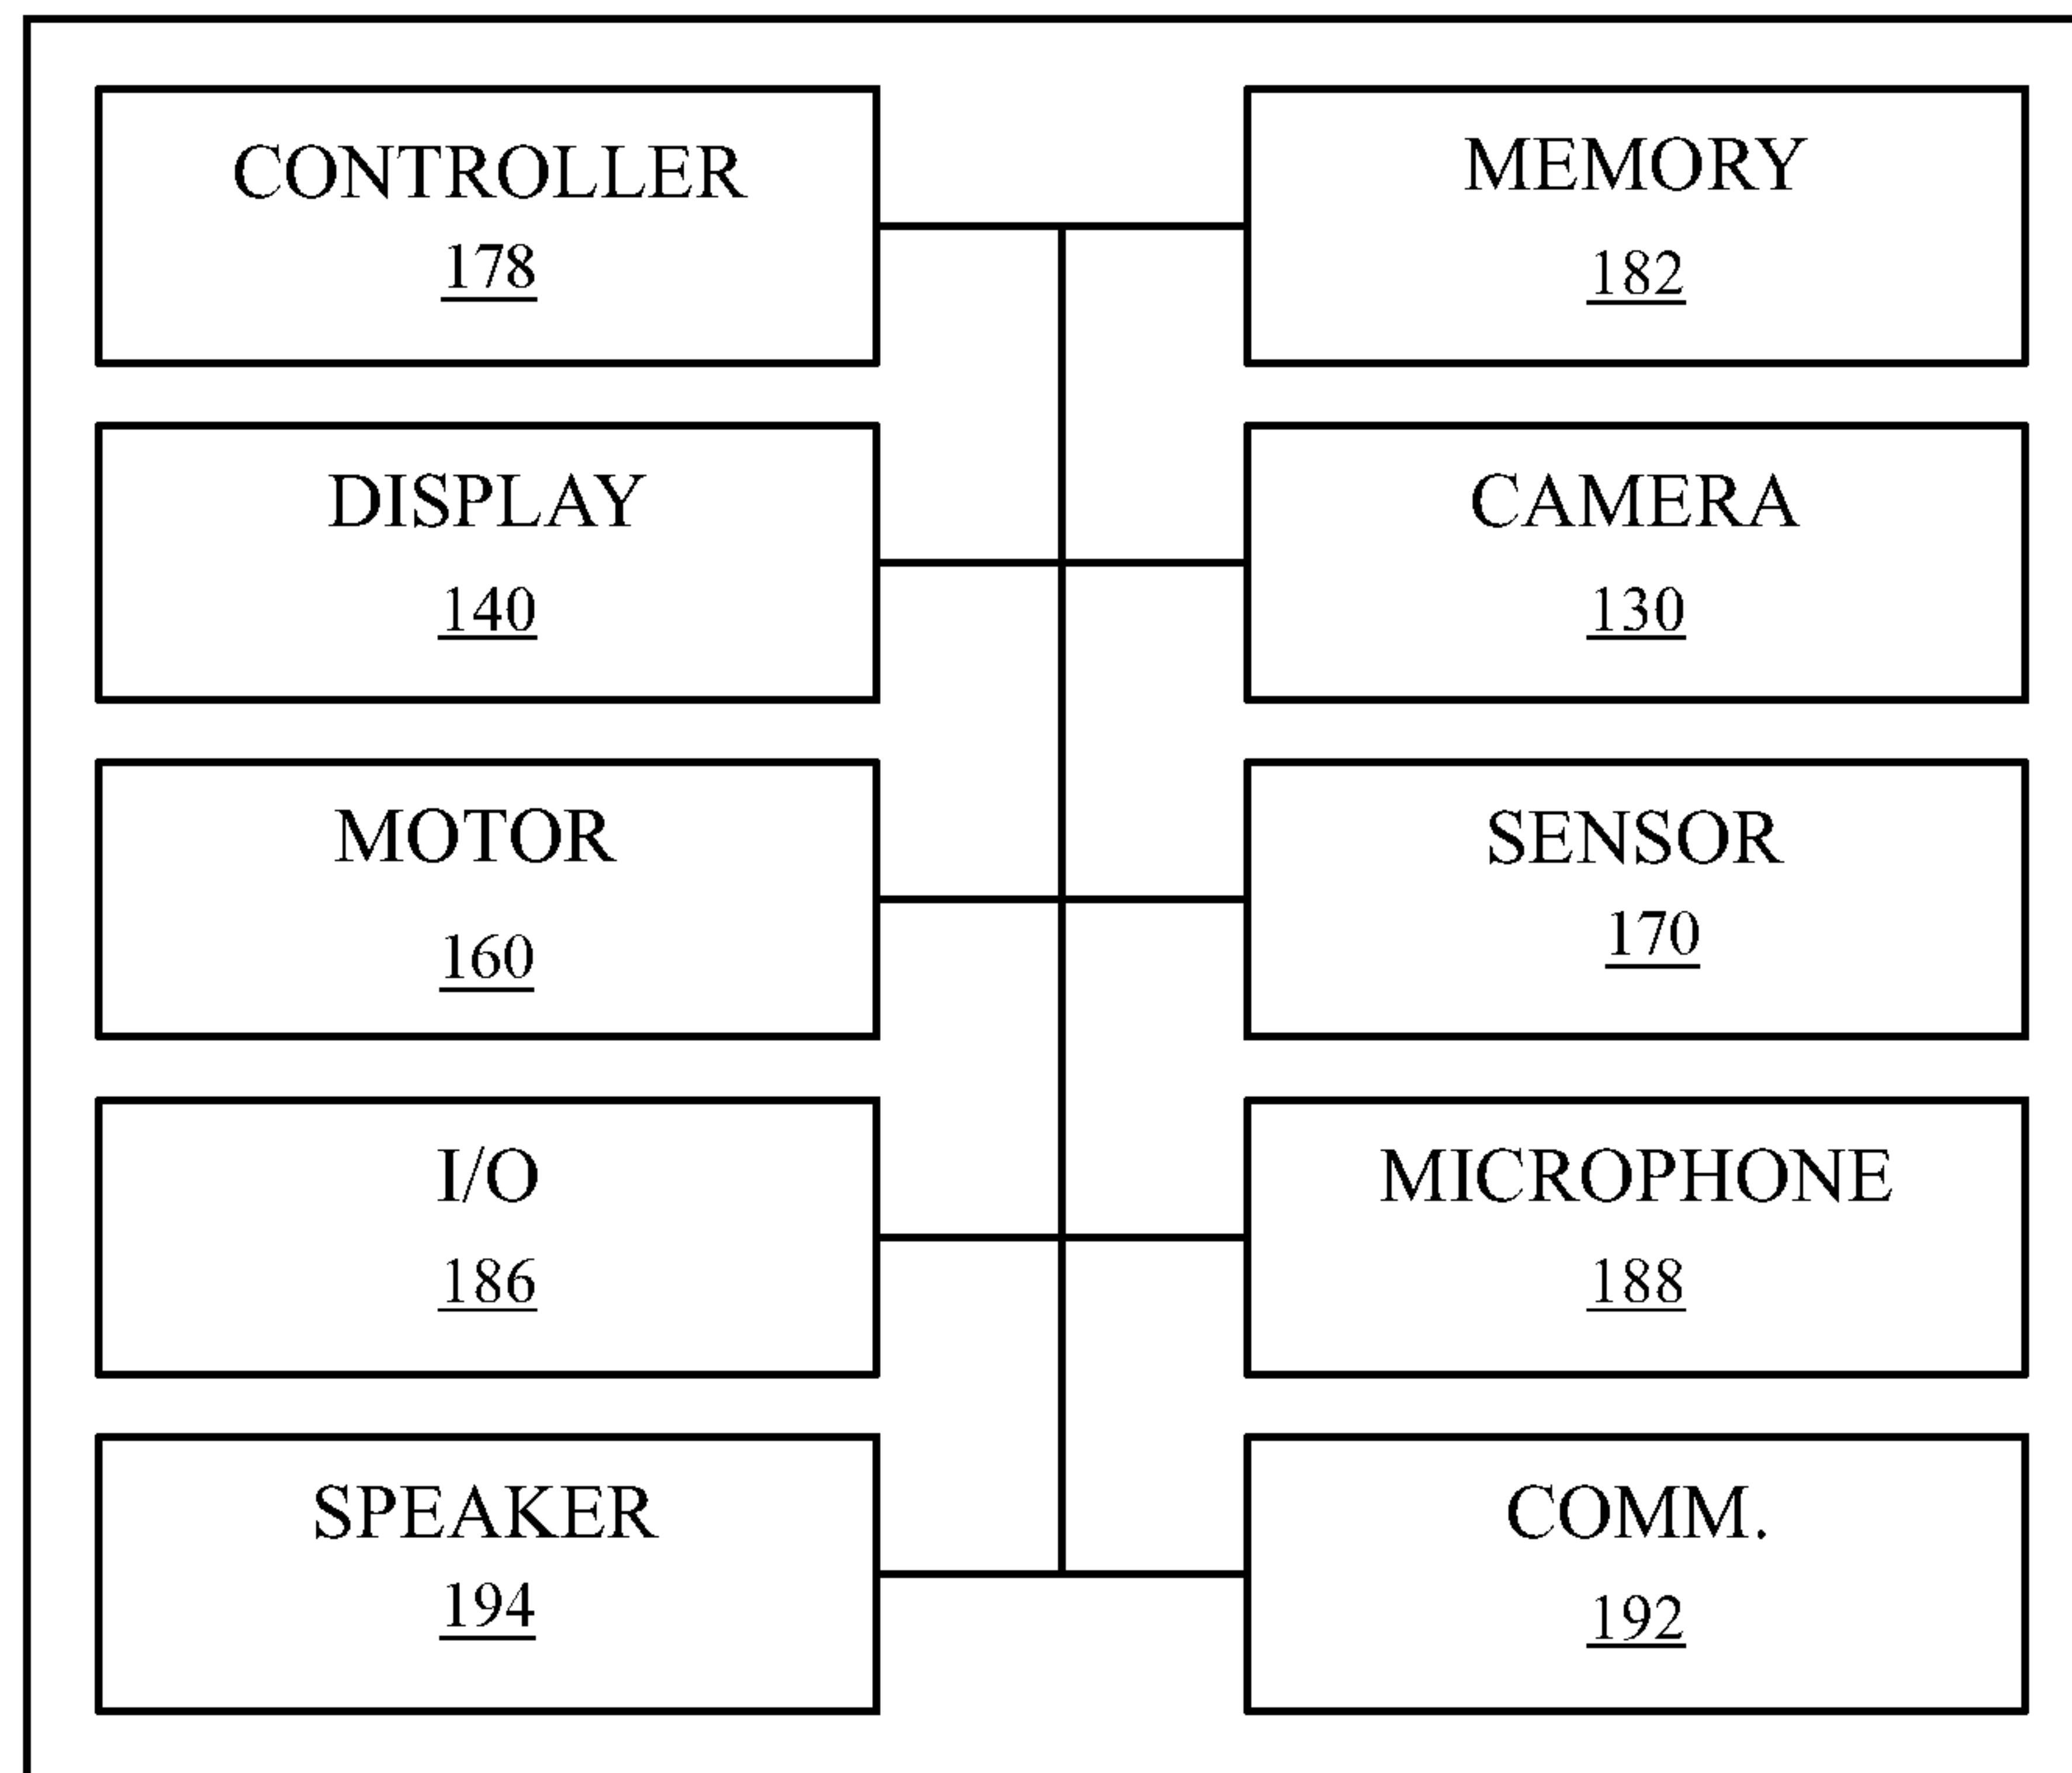 CONTROLLER
178
MEMORY
182
DISPLAY
140
CAMERA
130
MOTOR
160
SENSOR
170
I/O
186
MICROPHONE
188
SPEAKER
194
COMM.
192